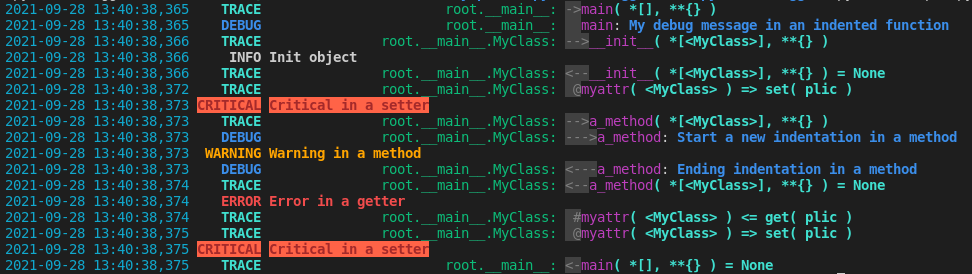 2021-09-28 13:40:38,365 TRACE root.__main__: ->main( *[], **{} )
2021-09-28 13:40:38,365 DEBUG root.__main__: main: My debug message in an indented function
2021-09-28 13:40:38,366 TRACE root.__main__.MyClass: -->__init__( *[<MyClass>], **{} )
2021-09-28 13:40:38,366 INFO Init object
2021-09-28 13:40:38,366 TRACE root.__main__.MyClass: <--__init__( *[<MyClass>], **{} ) = None
2021-09-28 13:40:38,372 TRACE root.__main__.MyClass: @myattr( <MyClass> ) => set( plic )
2021-09-28 13:40:38,373 CRITICAL Critical in a setter
2021-09-28 13:40:38,373 TRACE root.__main__.MyClass: -->a_method( *[<MyClass>], **{} )
2021-09-28 13:40:38,373 DEBUG root.__main__.MyClass: --->a_method: Start a new indentation in a method
2021-09-28 13:40:38,373 WARNING Warning in a method
2021-09-28 13:40:38,373 DEBUG root.__main__.MyClass: <---a_method: Ending indentation in a method
2021-09-28 13:40:38,374 TRACE root.__main__.MyClass: <--a_method( *[<MyClass>], **{} ) = None
2021-09-28 13:40:38,374 ERROR Error in a getter
2021-09-28 13:40:38,374 TRACE root.__main__.MyClass: #myattr( <MyClass> ) <= get( plic )
2021-09-28 13:40:38,375 TRACE root.__main__.MyClass: @myattr( <MyClass> ) => set( plic )
2021-09-28 13:40:38,375 CRITICAL Critical in a setter
2021-09-28 13:40:38,375 TRACE root.__main__: <-main( *[], **{} ) = None